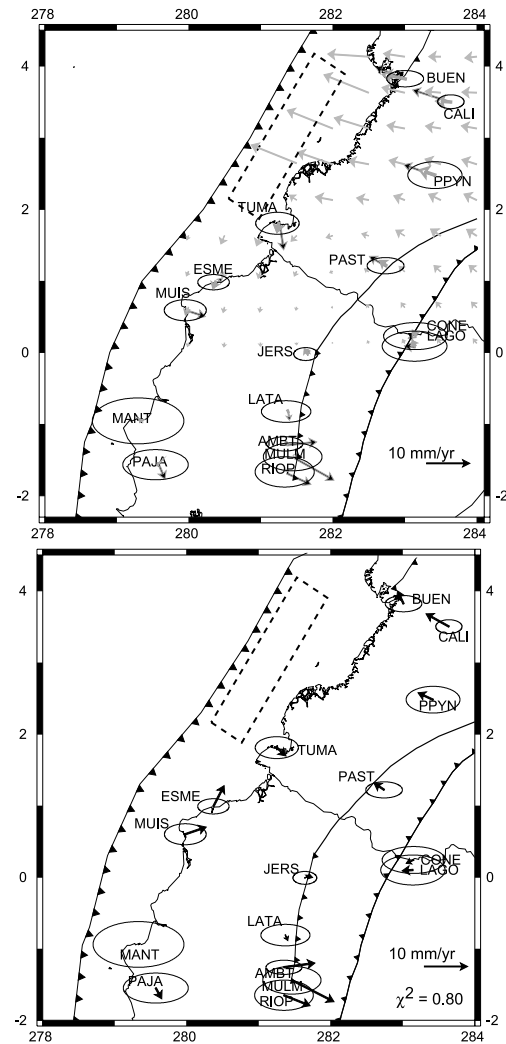 278 280 282 284
4 4
BUEN
CALI
PPYN
2 2
TUMA
PAST
ESME
MUIS
CONE
LAGO
0 0
JERS
LATA
MANT
AMBT
MULM
PAJA
RIOP
10 mm/yr
-2 -2
278 280 282 284
278 280 282 284
4 4
BUEN
CALI
PPYN
2 2
TUMA
PAST
ESME
MUIS
CONE
LAGO
0 0
JERS
LATA
MANT
AMBT
MULM
PAJA
RIOP
10 mm/yr
χ² = 0.80
-2 -2
278 280 282 284